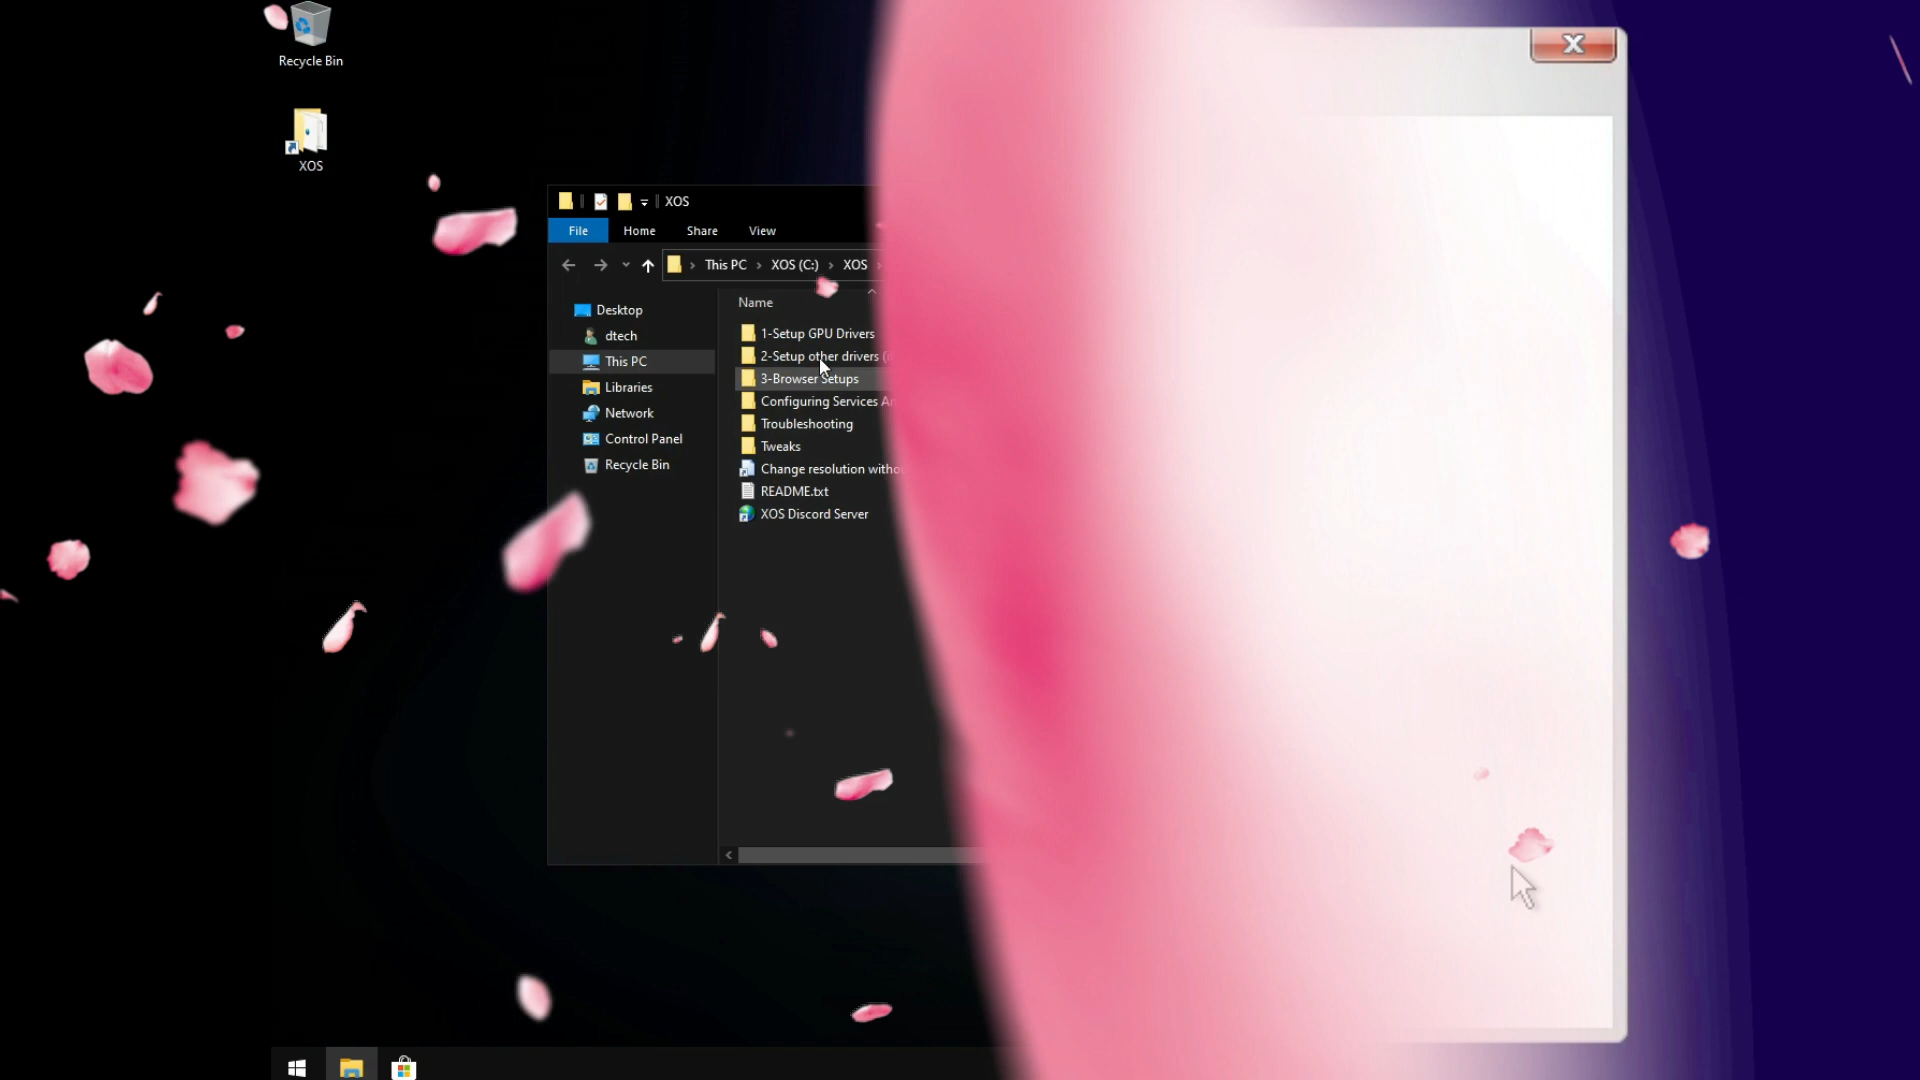 Recycle Bin
XOS
XOS
File Home Share View
This PC XOS (C:) XOS
Name
Desktop
dtech
This PC
Libraries
Network
Control Panel
Recycle Bin
1-Setup GPU Drivers
2-Setup other drivers
3-Browser Setups
Configuring Services
Troubleshooting
Tweaks
Change resolution
README.txt
XOS Discord Server